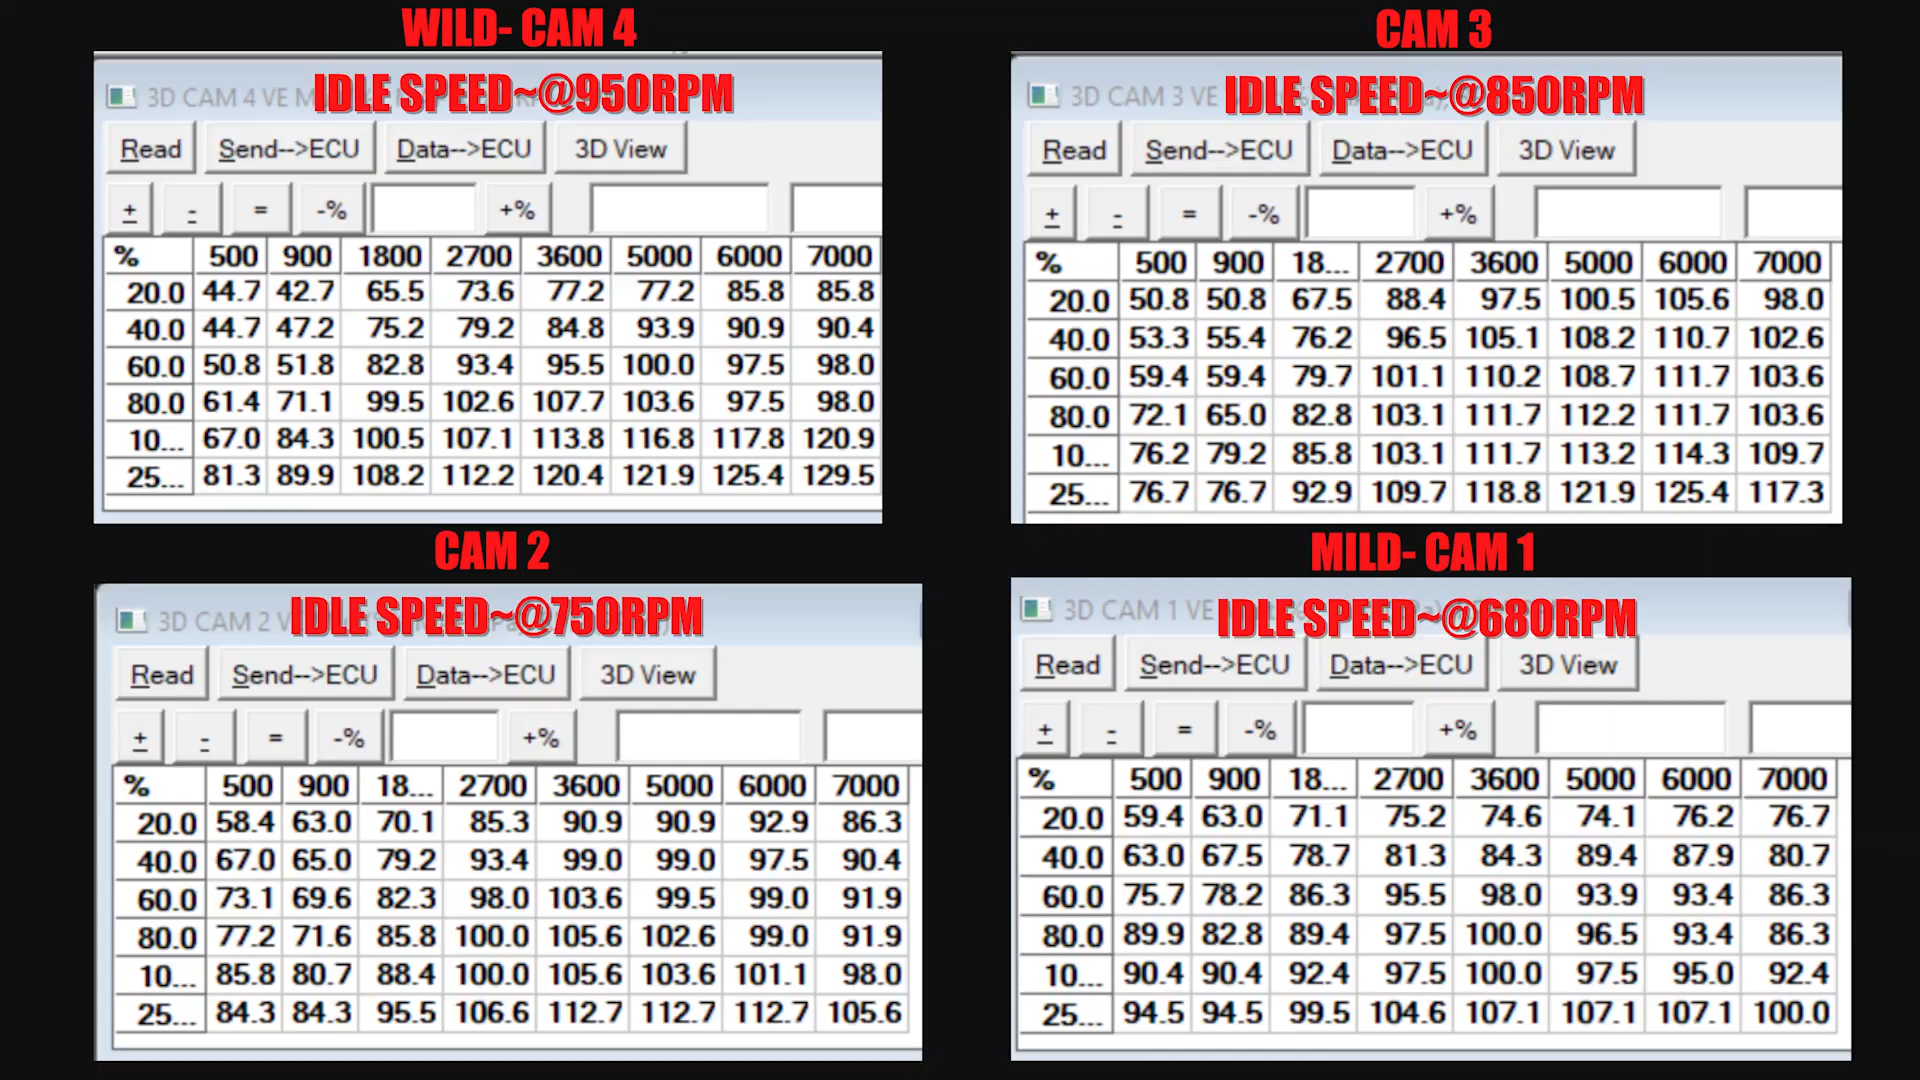 WILD- CAM 4
IDLE SPEED~@950RPM
3D CAM 4 VE
Read Send-->ECU Data-->ECU 3D View
+ - = -% +%
% 500 900 1800 2700 3600 5000 6000 7000
20.0 44.7 42.7 65.5 73.6 77.2 77.2 85.8 85.8
40.0 44.7 47.2 75.2 79.2 84.8 93.9 90.9 90.4
60.0 50.8 51.8 82.8 93.4 95.5 100.0 97.5 98.0
80.0 61.4 71.1 99.5 102.6 107.7 103.6 97.5 98.0
10... 67.0 84.3 100.5 107.1 113.8 116.8 117.8 120.9
25... 81.3 89.9 108.2 112.2 120.4 121.9 125.4 129.5
CAM 3
IDLE SPEED~@850RPM
3D CAM 3 VE
Read Send-->ECU Data-->ECU 3D View
+ - = -% +%
% 500 900 18... 2700 3600 5000 6000 7000
20.0 50.8 50.8 67.5 88.4 97.5 100.5 105.6 98.0
40.0 53.3 55.4 76.2 96.5 105.1 108.2 110.7 102.6
60.0 59.4 59.4 79.7 101.1 110.2 108.7 111.7 103.6
80.0 72.1 65.0 82.8 103.1 111.7 112.2 111.7 103.6
10... 76.2 79.2 85.8 103.1 111.7 113.2 114.3 109.7
25... 76.7 76.7 92.9 109.7 118.8 121.9 125.4 117.3
CAM 2
IDLE SPEED~@750RPM
3D CAM 2
Read Send-->ECU Data-->ECU 3D View
+ - = -% +%
% 500 900 18... 2700 3600 5000 6000 7000
20.0 58.4 63.0 70.1 85.3 90.9 90.9 92.9 86.3
40.0 67.0 65.0 79.2 93.4 99.0 99.0 97.5 90.4
60.0 73.1 69.6 82.3 98.0 103.6 99.5 99.0 91.9
80.0 77.2 71.6 85.8 100.0 105.6 102.6 99.0 91.9
10... 85.8 80.7 88.4 100.0 105.6 103.6 101.1 98.0
25... 84.3 84.3 95.5 106.6 112.7 112.7 112.7 105.6
MILD- CAM 1
IDLE SPEED~@680RPM
3D CAM 1 VE
Read Send-->ECU Data-->ECU 3D View
+ - = -% +%
% 500 900 18... 2700 3600 5000 6000 7000
20.0 59.4 63.0 71.1 75.2 74.6 74.1 76.2 76.7
40.0 63.0 67.5 78.7 81.3 84.3 89.4 87.9 80.7
60.0 75.7 78.2 86.3 95.5 98.0 93.9 93.4 86.3
80.0 89.9 82.8 89.4 97.5 100.0 96.5 93.4 86.3
10... 90.4 90.4 92.4 97.5 100.0 97.5 95.0 92.4
25... 94.5 94.5 99.5 104.6 107.1 107.1 107.1 100.0